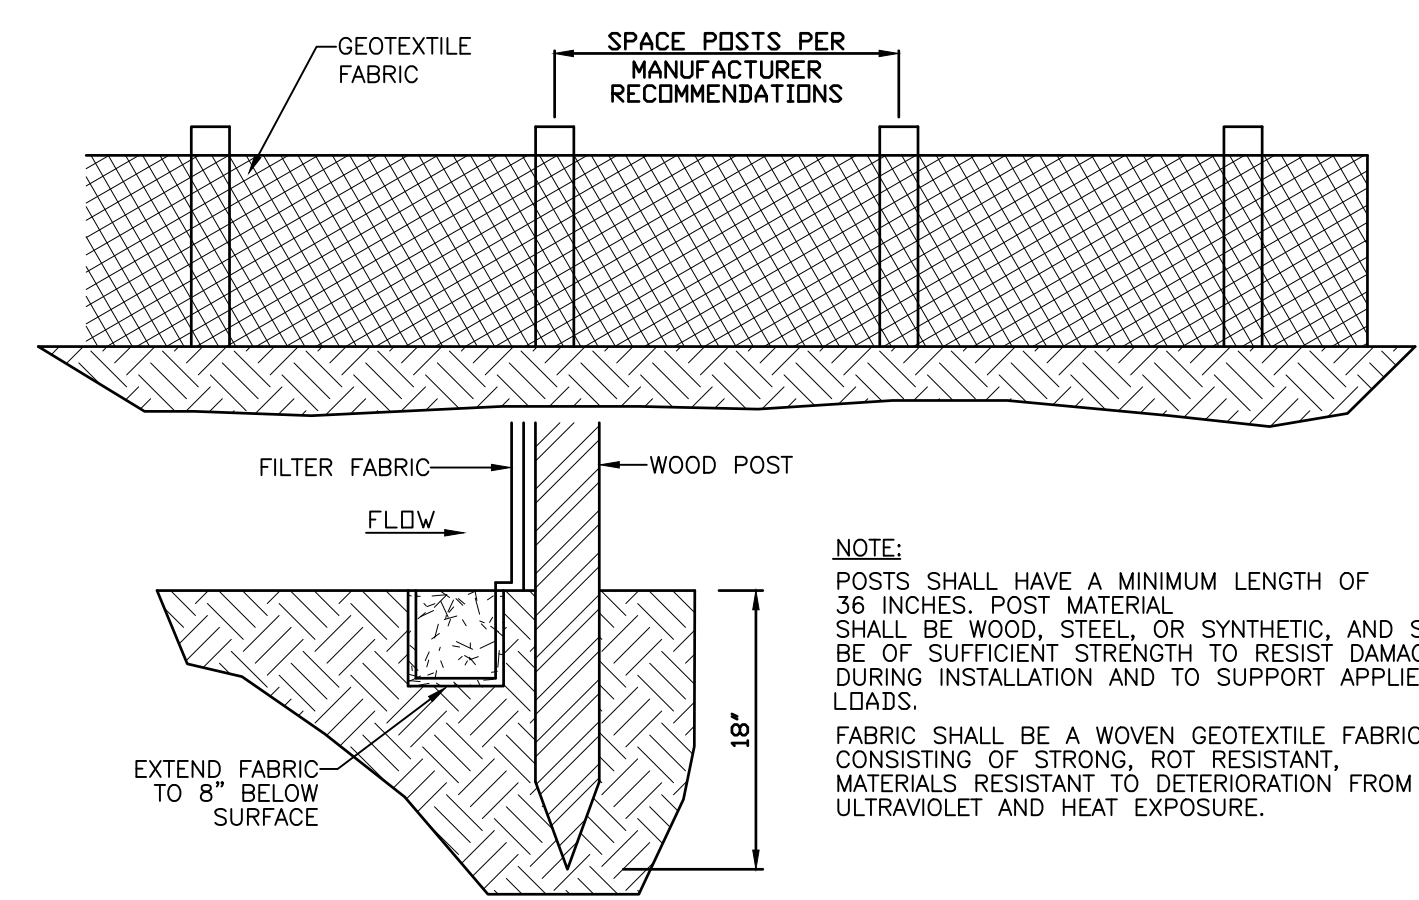 GEOTEXTILE
FABRIC
SPACE POSTS PER
MANUFACTURER
RECOMMENDATIONS
FILTER FABRIC
WOOD POST
FLOW
EXTEND FABRIC
TO 8" BELOW
SURFACE
18"
NOTE:
POSTS SHALL HAVE A MINIMUM LENGTH OF
36 INCHES. POST MATERIAL
SHALL BE WOOD, STEEL, OR SYNTHETIC, AND
BE OF SUFFICIENT STRENGTH TO RESIST
DURING INSTALLATION AND TO SUPPORT
LOADS.
FABRIC SHALL BE A WOVEN GEOTEXTILE FABRIC
CONSISTING OF STRONG, ROT RESISTANT,
MATERIALS RESISTANT TO DETERIORATION FROM
ULTRAVIOLET AND HEAT EXPOSURE.